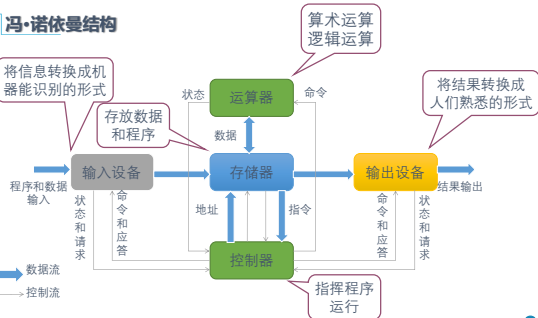 冯•诺依曼结构
算术运算
逻辑运算
将信息转换成机
器能识别的形式
将结果转换成
人们熟悉的形式
状态
运算器
命令
存放数据
和程序
数据
输入设备
存储器
输出设备
程序和数据
输入
结果输出
状态和请求
命令和应答
地址
指令
命令和应答
状态和请求
控制器
数据流
控制流
指挥程序
运行